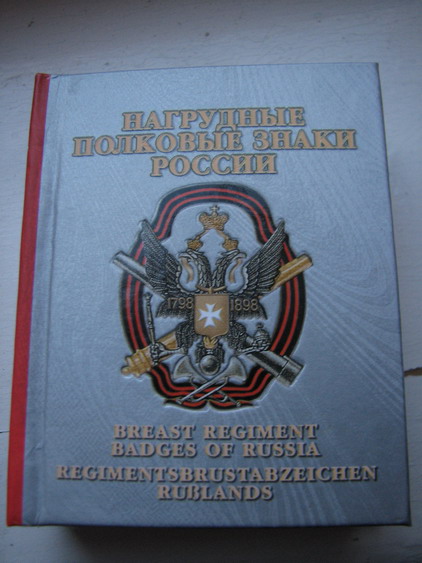 НАГРУДНЫЕ
ПОЛКОВЫЕ ЗНАКИ
РОССИИ
1798 1898
BREAST REGIMENT
BADGES OF RUSSIA
REGIMENTSBRUSTABZEICHEN
RUßLANDS